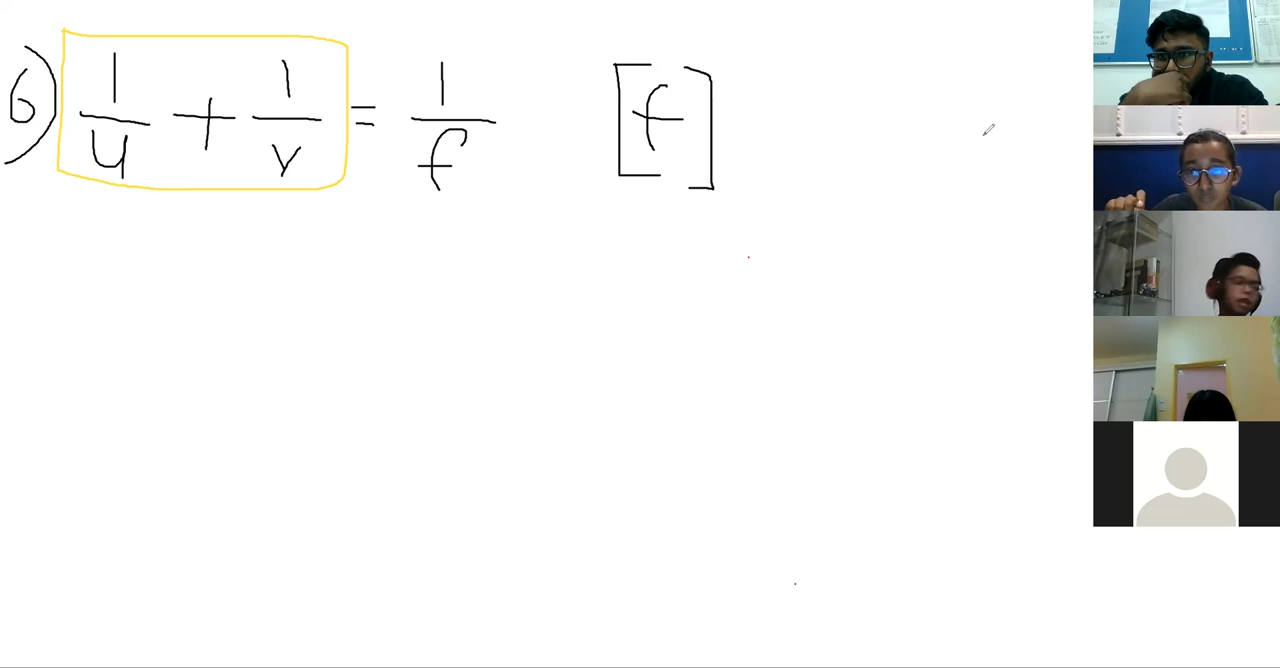 6) 1/u + 1/v = 1/f [f]